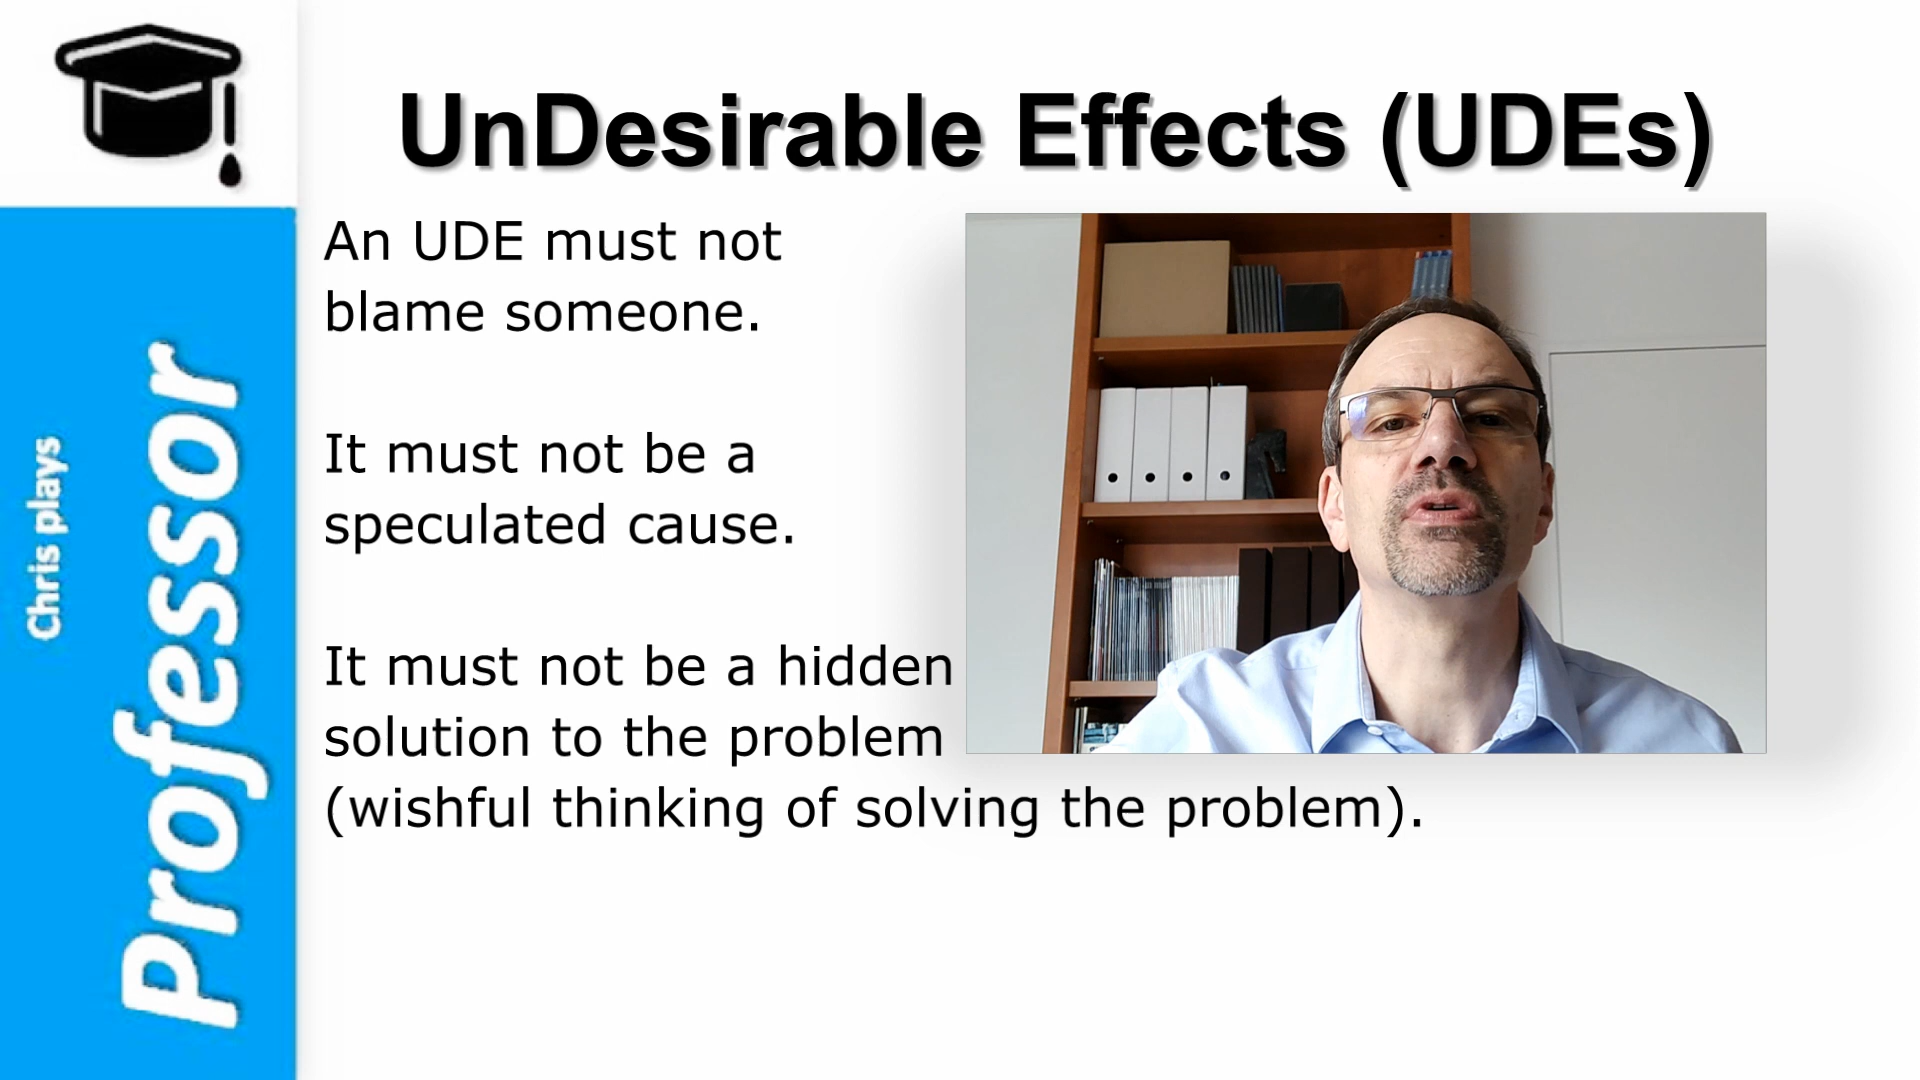 UnDesirable Effects (UDEs)
An UDE must not
blame someone.
It must not be a
speculated cause.
It must not be a hidden
solution to the problem
(wishful thinking of solving the problem).
Chris plays
Professor